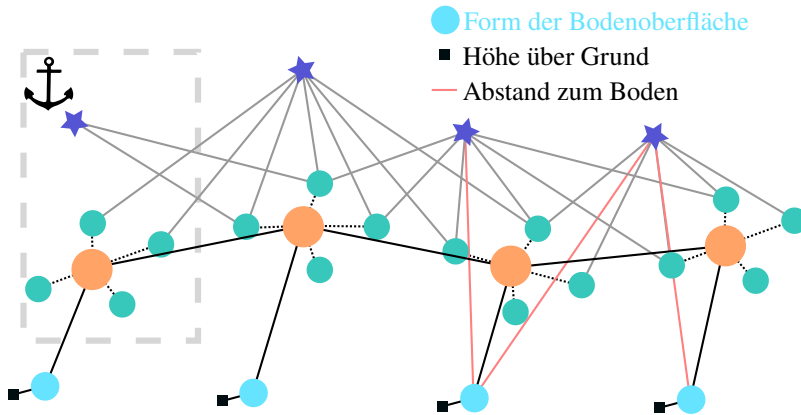 Form der Bodenoberfläche
Höhe über Grund
Abstand zum Boden